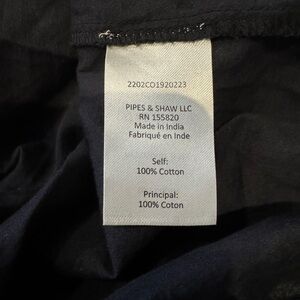 2202CO1920223
PIPES & SHAW LLC
RN 155820
Made in India
Fabriqué en Inde
Self:
100% Cotton
Principal:
100% Coton